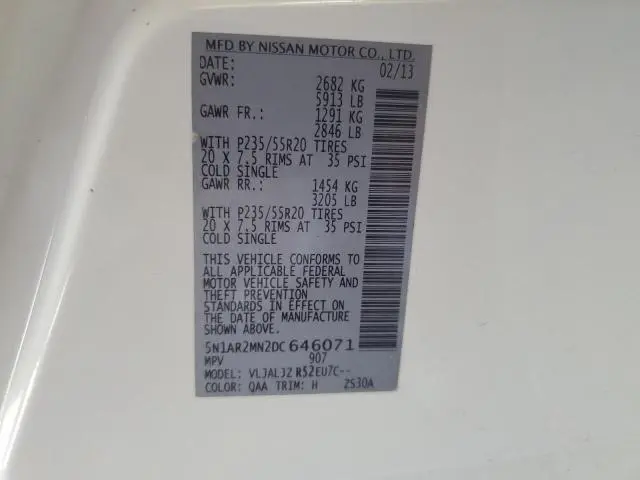 MFD BY NISSAN MOTOR CO., LTD.
DATE: 02/13
GVWR: 2682 KG
5913 LB
GAWR FR.: 1291 KG
2846 LB
WITH P235/55R20 TIRES
20 X 7.5 RIMS AT 35 PSI
COLD SINGLE
GAWR RR.: 1454 KG
3205 LB
WITH P235/55R20 TIRES
20 X 7.5 RIMS AT 35 PSI
COLD SINGLE
THIS VEHICLE CONFORMS TO
ALL APPLICABLE FEDERAL
MOTOR VEHICLE SAFETY AND
THEFT PREVENTION
STANDARDS IN EFFECT ON
THE DATE OF MANUFACTURE
SHOWN ABOVE.
5N1AR2MN2DC646071
MPV 907
MODEL: VLJALJZ R52EU7C--
COLOR: QAA TRIM: H 2S30A